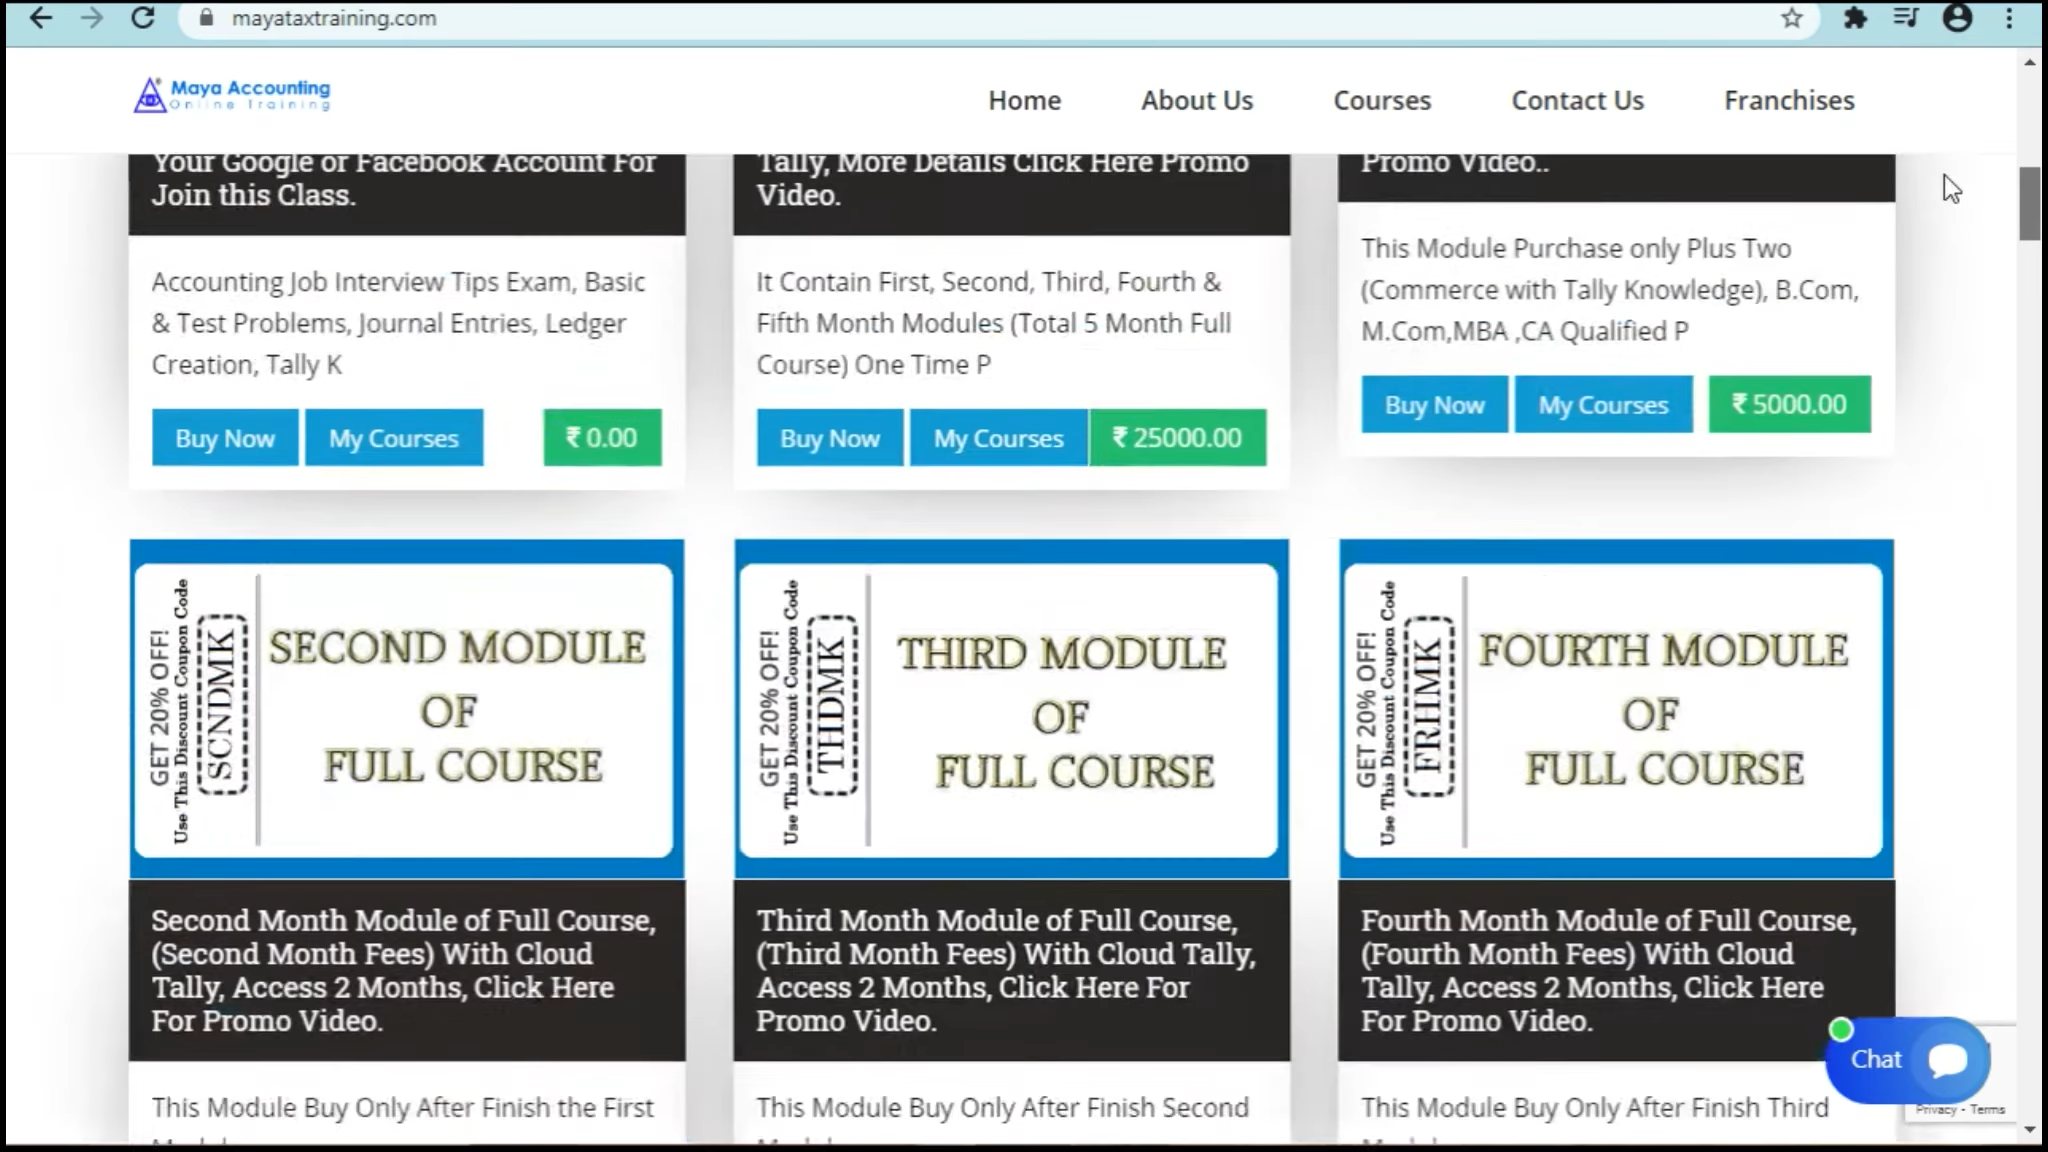 mayataxtraining.com
Maya Accounting
Online Training
Home
About Us
Courses
Contact Us
Franchises
Your Google or Facebook Account For
Join this Class.
Accounting Job Interview Tips Exam, Basic
& Test Problems, Journal Entries, Ledger
Creation, Tally K
Buy Now
My Courses
₹ 0.00
Tally, More Details Click Here Promo
Video.
It Contain First, Second, Third, Fourth &
Fifth Month Modules (Total 5 Month Full
Course) One Time P
Buy Now
My Courses
₹ 25000.00
Promo Video..
This Module Purchase only Plus Two
(Commerce with Tally Knowledge), B.Com,
M.Com,MBA ,CA Qualified P
Buy Now
My Courses
₹ 5000.00
GET 20% OFF!
Use This Discount Coupon Code
SCNDMK
SECOND MODULE
OF
FULL COURSE
Second Month Module of Full Course,
(Second Month Fees) With Cloud
Tally, Access 2 Months, Click Here
For Promo Video.
This Module Buy Only After Finish the First
GET 20% OFF!
Use This Discount Coupon Code
THDMK
THIRD MODULE
OF
FULL COURSE
Third Month Module of Full Course,
(Third Month Fees) With Cloud Tally,
Access 2 Months, Click Here For
Promo Video.
This Module Buy Only After Finish Second
GET 20% OFF!
Use This Discount Coupon Code
FRHMK
FOURTH MODULE
OF
FULL COURSE
Fourth Month Module of Full Course,
(Fourth Month Fees) With Cloud
Tally, Access 2 Months, Click Here
For Promo Video.
This Module Buy Only After Finish Third
Chat
Privacy - Terms